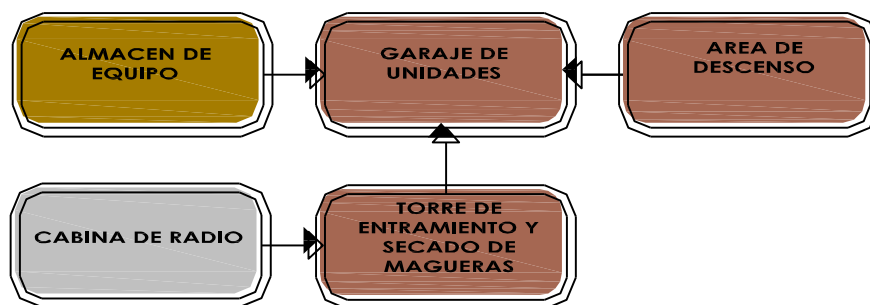 ALMACEN DE
EQUIPO
GARAJE DE
UNIDADES
AREA DE
DESCENSO
CABINA DE RADIO
TORRE DE
ENTRAMIENTO Y
SECADO DE
MAGUERAS